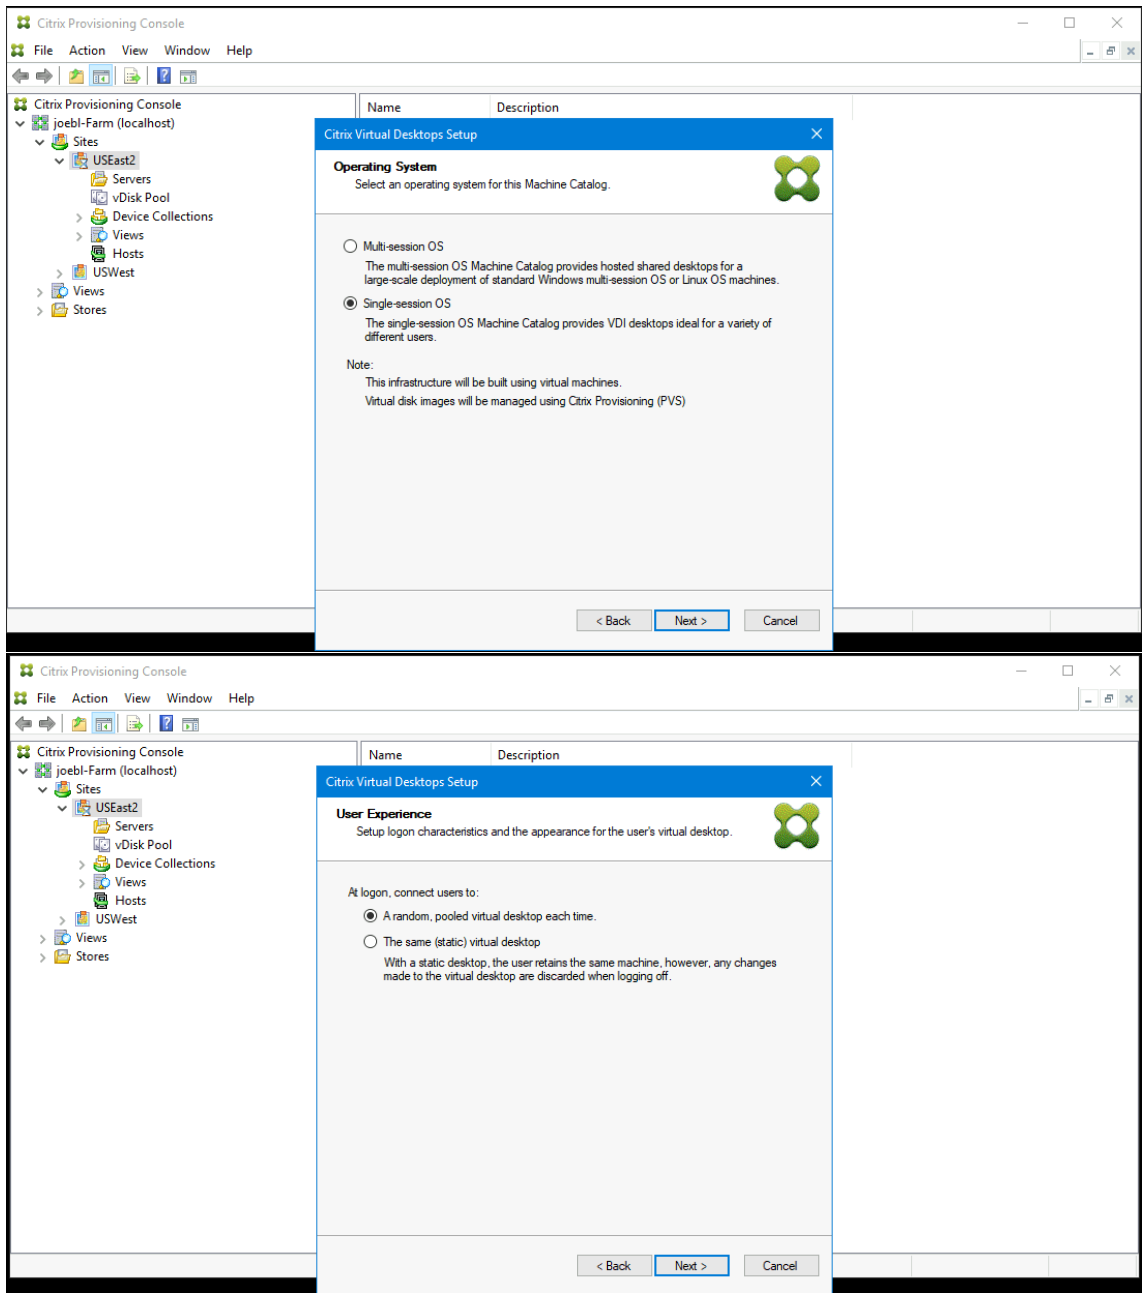 Citrix Provisioning Console
File Action View Window Help
Citrix Provisioning Console
joebl-Farm (localhost)
Sites
USEast2
Servers
vDisk Pool
Device Collections
Views
Hosts
USWest
Views
Stores
Name Description
Citrix Virtual Desktops Setup
Operating System
Select an operating system for this Machine Catalog.
Multi-session OS
The multi-session OS Machine Catalog provides hosted shared desktops for a
large-scale deployment of standard Windows multi-session OS or Linux OS machines.
Single-session OS
The single-session OS Machine Catalog provides VDI desktops ideal for a variety of
different users.
Note:
This infrastructure will be built using virtual machines.
Virtual disk images will be managed using Citrix Provisioning (PVS)
< Back Next > Cancel
Citrix Provisioning Console
File Action View Window Help
Citrix Provisioning Console
joebl-Farm (localhost)
Sites
USEast2
Servers
vDisk Pool
Device Collections
Views
Hosts
USWest
Views
Stores
Name Description
Citrix Virtual Desktops Setup
User Experience
Setup logon characteristics and the appearance for the user's virtual desktop.
At logon, connect users to:
A random, pooled virtual desktop each time.
The same (static) virtual desktop
With a static desktop, the user retains the same machine, however, any changes
made to the virtual desktop are discarded when logging off.
< Back Next > Cancel